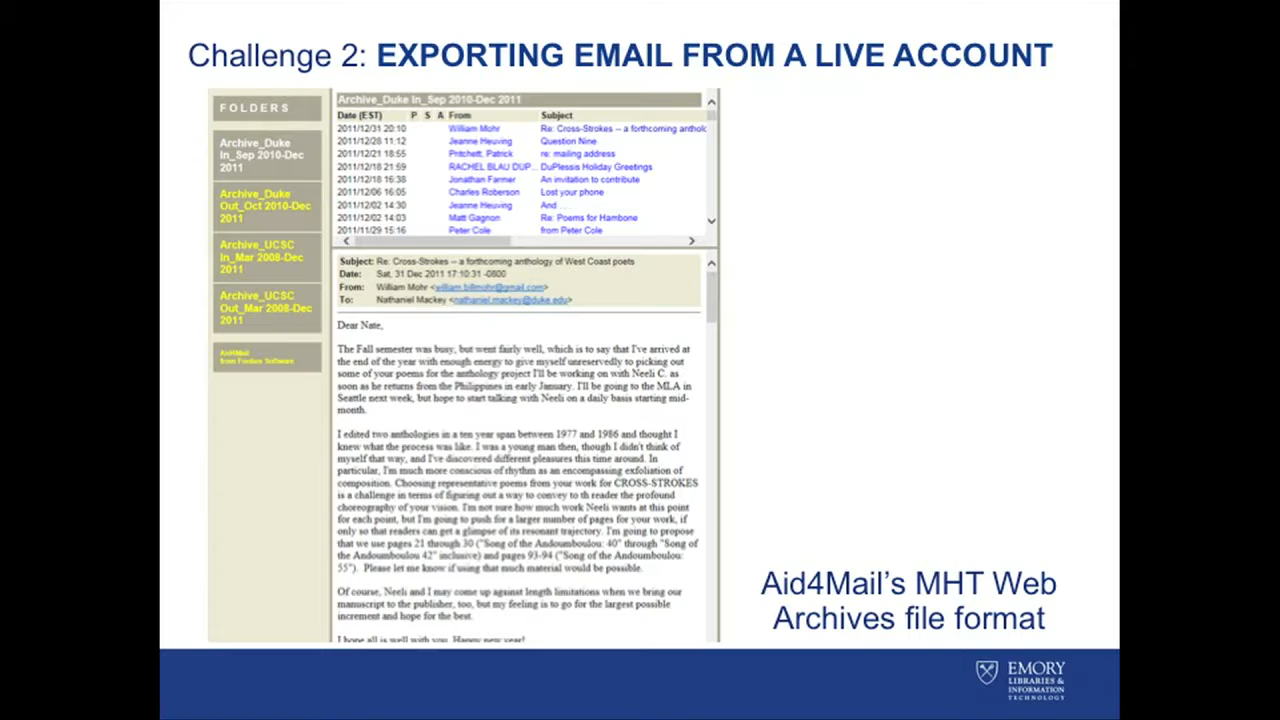 Challenge 2: EXPORTING EMAIL FROM A LIVE ACCOUNT
FOLDERS
Archive_Duke
In_Sep 2010-Dec
2011
Archive_Duke
Out_Oct 2010-Dec
2011
Archive_UCSC
In_Mar 2008-Dec
2011
Archive_UCSC
Out_Mar 2008-Dec
2011
Aid4Mail
from Fookes Software
Archive_Duke In_Sep 2010-Dec 2011
Date (EST) P S A From Subject
2011/12/31 20:10 William Mohr Re: Cross-Strokes -- a forthcoming anthol
2011/12/28 11:12 Jeanne Heuving Question Nine
2011/12/21 18:55 Pritchett, Patrick re: mailing address
2011/12/18 21:59 RACHEL BLAU DUP... DuPlessis Holiday Greetings
2011/12/18 16:38 Jonathan Farmer An invitation to contribute
2011/12/06 16:05 Charles Roberson Lost your phone
2011/12/02 14:30 Jeanne Heuving And ....
2011/12/02 14:03 Matt Gagnon Re: Poems for Hambone
2011/11/29 15:16 Peter Cole from Peter Cole
Subject: Re: Cross-Strokes -- a forthcoming anthology of West Coast poets
Date: Sat, 31 Dec 2011 17:10:31 -0800
From: William Mohr <william.billmohr@gmail.com>
To: Nathaniel Mackey <nathaniel.mackey@duke.edu>
Dear Nate,
The Fall semester was busy, but went fairly well, which is to say that I've arrived at
the end of the year with enough energy to give myself unreservedly to picking out
some of your poems for the anthology project I'll be working on with Neeli C. as
soon as he returns from the Philippines in early January. I'll be going to the MLA in
Seattle next week, but hope to start talking with Neeli on a daily basis starting mid-
month.
I edited two anthologies in a ten year span between 1977 and 1986 and thought I
knew what the process was like. I was a young man then, though I didn't think of
myself that way, and I've discovered different pleasures this time around. In
particular, I'm much more conscious of rhythm as an encompassing exfoliation of
composition. Choosing representative poems from your work for CROSS-STROKES
is a challenge in terms of figuring out a way to convey to th reader the profound
choreography of your vision. I'm not sure how much work Neeli wants at this point
for each point, but I'm going to push for a larger number of pages for your work, if
only so that readers can get a glimpse of its resonant trajectory. I'm going to propose
that we use pages 21 through 30 ("Song of the Andoumboulou: 40" through "Song of
the Andoumboulou 42" inclusive) and pages 93-94 ("Song of the Andoumboulou:
55"). Please let me know if using that much material would be possible.
Of course, Neeli and I may come up against length limitations when we bring our
manuscript to the publisher, too, but my feeling is to go for the largest possible
increment and hope for the best.
I hope all is well with you. Happy new year!
Aid4Mail's MHT Web
Archives file format
EMORY
LIBRARIES &
INFORMATION
TECHNOLOGY